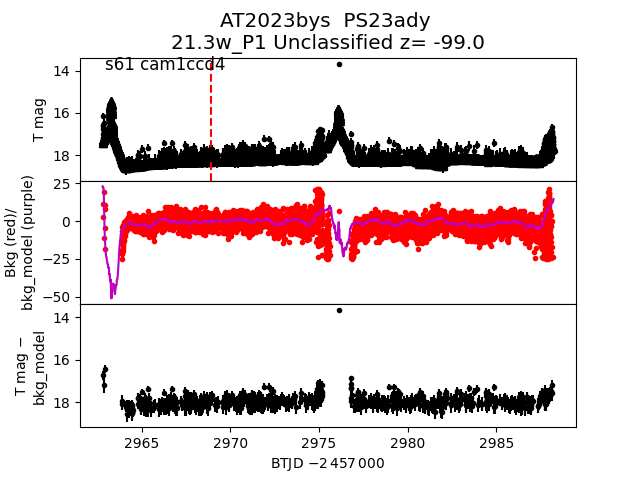 AT2023bys  PS23ady
21.3w_P1 Unclassified z= -99.0
s61 cam1ccd4
14
16
18
T mag
25
0
−25
−50
Bkg (red)/
bkg_model (purple)
14
16
18
T mag −
bkg_model
2965
2970
2975
2980
2985
BTJD −2 457 000